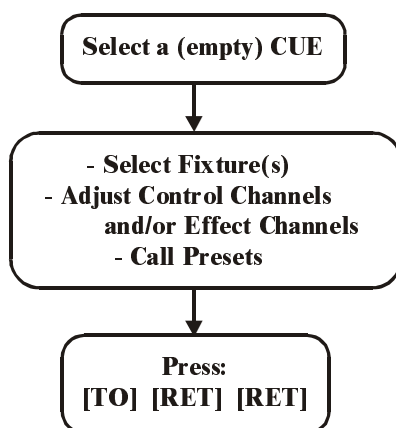 Select a (empty) CUE
- Select Fixture(s)
- Adjust Control Channels
and/or Effect Channels
- Call Presets
Press:
[TO] [RET] [RET]